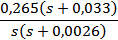 0,265(s + 0,033)
s(s + 0,0026)